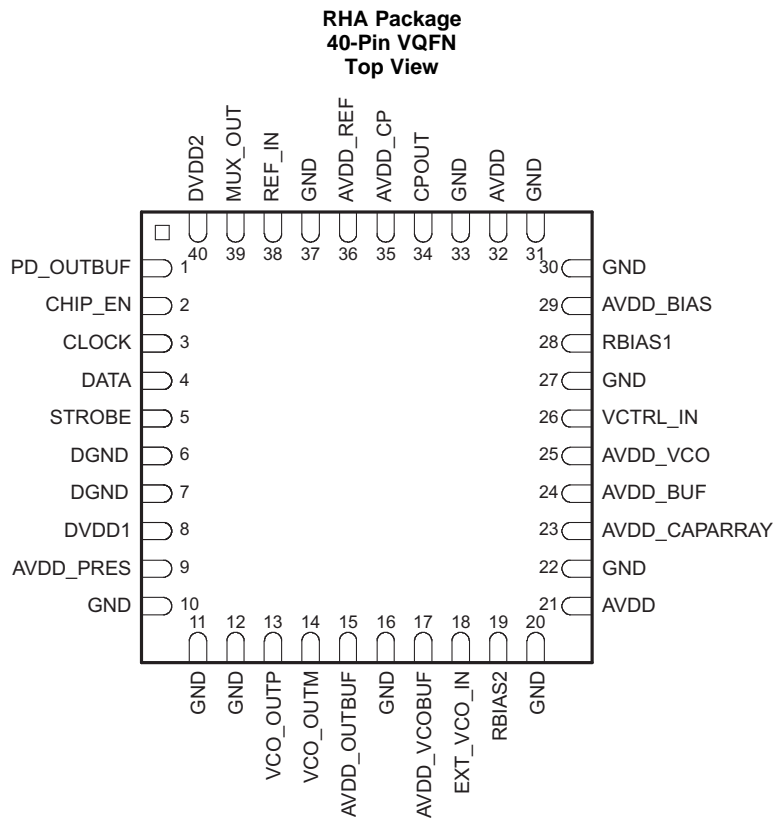 RHA Package
40-Pin VQFN
Top View
DVDD2
MUX_OUT
REF_IN
GND
AVDD_REF
AVDD_CP
CPOUT
GND
AVDD
GND
40
39
38
37
36
35
34
33
32
31
PD_OUTBUF 1
CHIP_EN 2
CLOCK 3
DATA 4
STROBE 5
DGND 6
DGND 7
DVDD1 8
AVDD_PRES 9
GND 10
30 GND
29 AVDD_BIAS
28 RBIAS1
27 GND
26 VCTRL_IN
25 AVDD_VCO
24 AVDD_BUF
23 AVDD_CAPARRAY
22 GND
21 AVDD
11
12
13
14
15
16
17
18
19
20
GND
GND
VCO_OUTP
VCO_OUTM
AVDD_OUTBUF
GND
AVDD_VCOBUF
EXT_VCO_IN
RBIAS2
GND